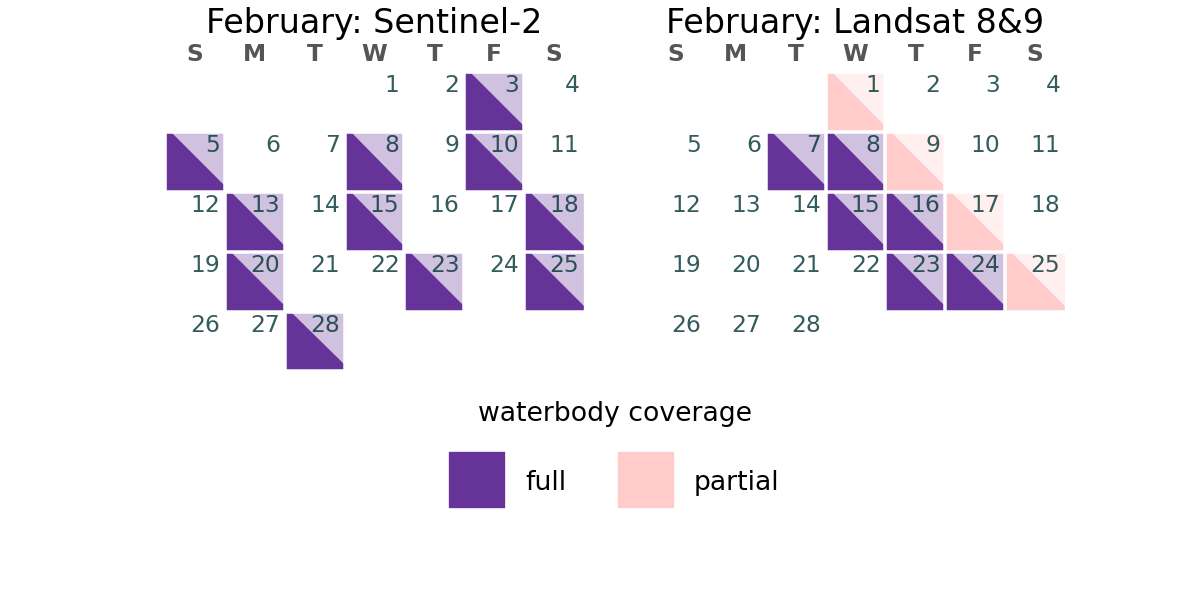 February: Sentinel-2
S M T W T F S
1 2 3 4
5 6 7 8 9 10 11
12 13 14 15 16 17 18
19 20 21 22 23 24 25
26 27 28
February: Landsat 8&9
S M T W T F S
1 2 3 4
5 6 7 8 9 10 11
12 13 14 15 16 17 18
19 20 21 22 23 24 25
26 27 28
waterbody coverage
full partial